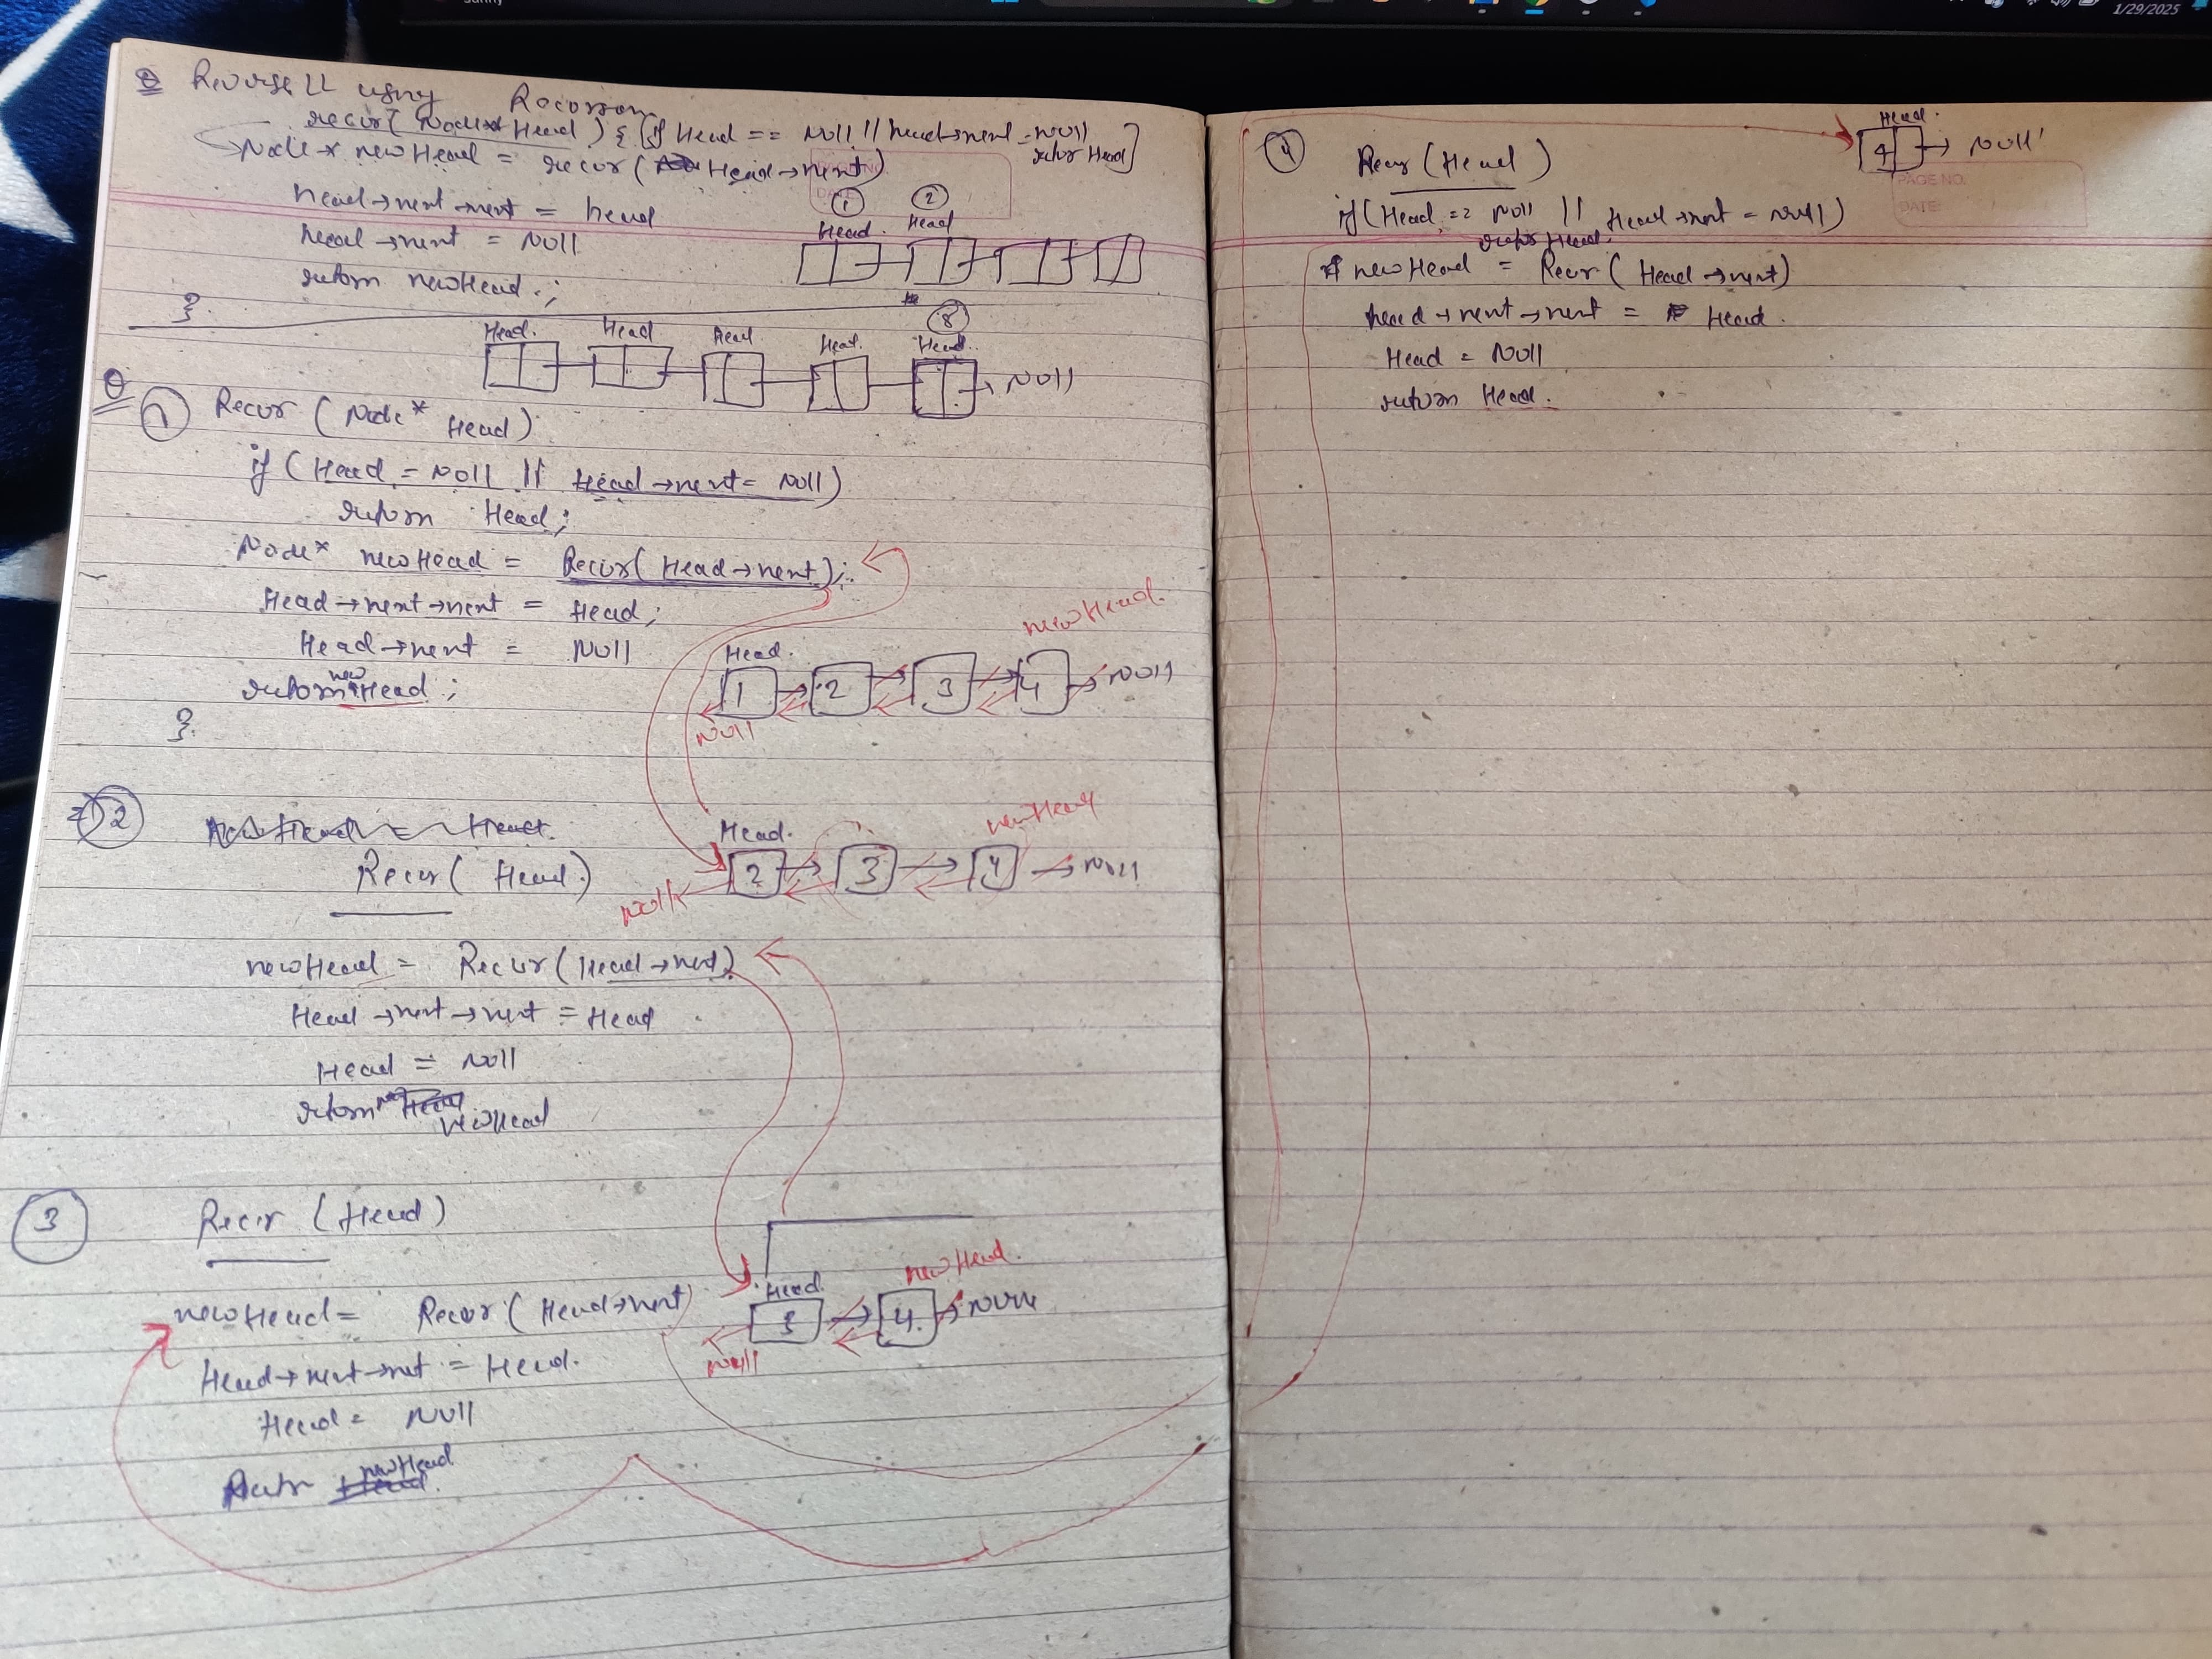 sunny
1/29/2025
Q Reverse LL using Recursion
recur(Node* Head) { [if Head == NULL || head→next = NULL
return Head]
Node* newHead = recur(Head→next)
head→next→next = head
head→next = NULL
return newHead.;
}
1 2
Head. Head
8
Head. Head Head Head. Head.
NULL
Q
1 Recur (Node* Head)
if (Head = NULL || Head→next = NULL)
return Head;
Node* newHead = Recur(Head→next);
Head→next→next = Head;
Head→next = NULL
return newHead;
}
newHead.
Head.
1 2 3 4 NULL
NULL
2
newHead
Head.
Recur( Head.)
2 3 4 NULL
NULL
newHead = Recur(Head→next)
Head→next→next = Head
Head = NULL
return newHead
3 Recur (Head)
newHead.
Head.
newHead = Recur(Head→next)
3 4 NULL
NULL
Head→next→next = Head.
Head = NULL
Return newHead
4 Recur (Head)
Head.
4 NULL
PAGE NO.
DATE:
if(Head == NULL || Head→next = NULL)
return Head;
newHead = Recur( Head→next)
head→next→next = Head.
Head = NULL
return Head.